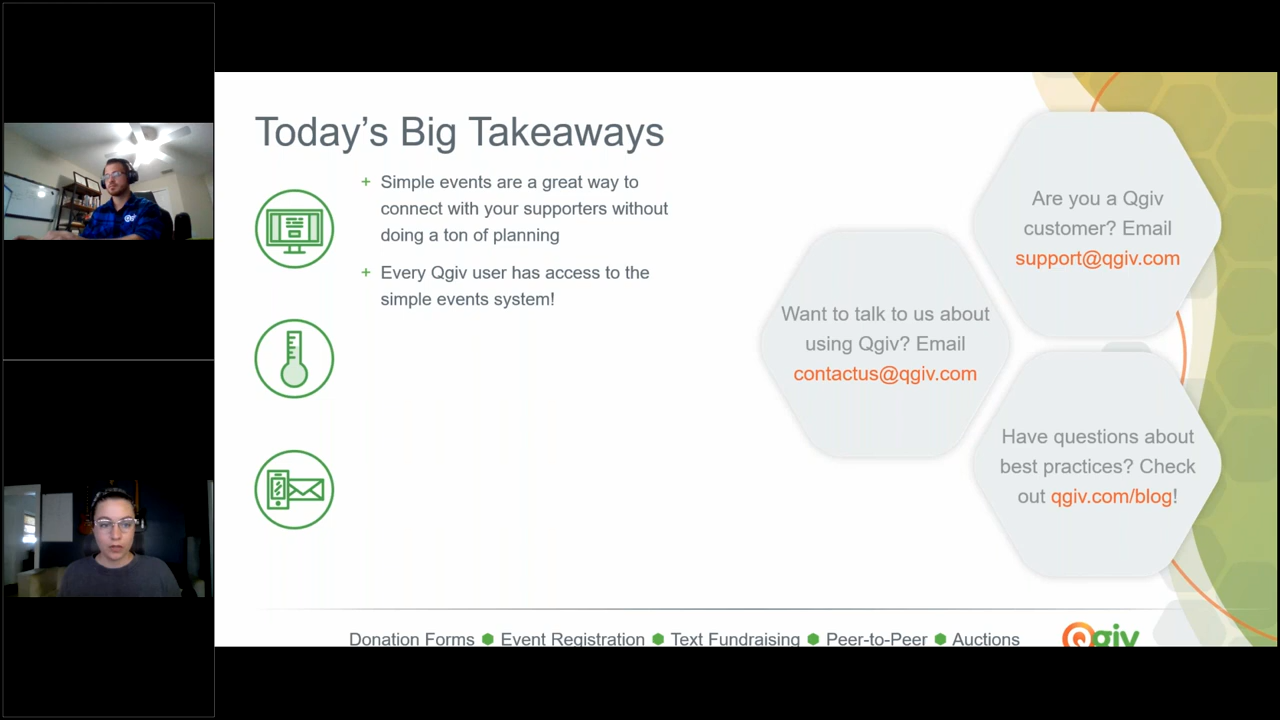 Today's Big Takeaways
+ Simple events are a great way to
connect with your supporters without
doing a ton of planning
+ Every Qgiv user has access to the
simple events system!
Want to talk to us about
using Qgiv? Email
contactus@qgiv.com
Are you a Qgiv
customer? Email
support@qgiv.com
Have questions about
best practices? Check
out qgiv.com/blog!
Donation Forms ⬢ Event Registration ⬢ Text Fundraising ⬢ Peer-to-Peer ⬢ Auctions
Qgiv